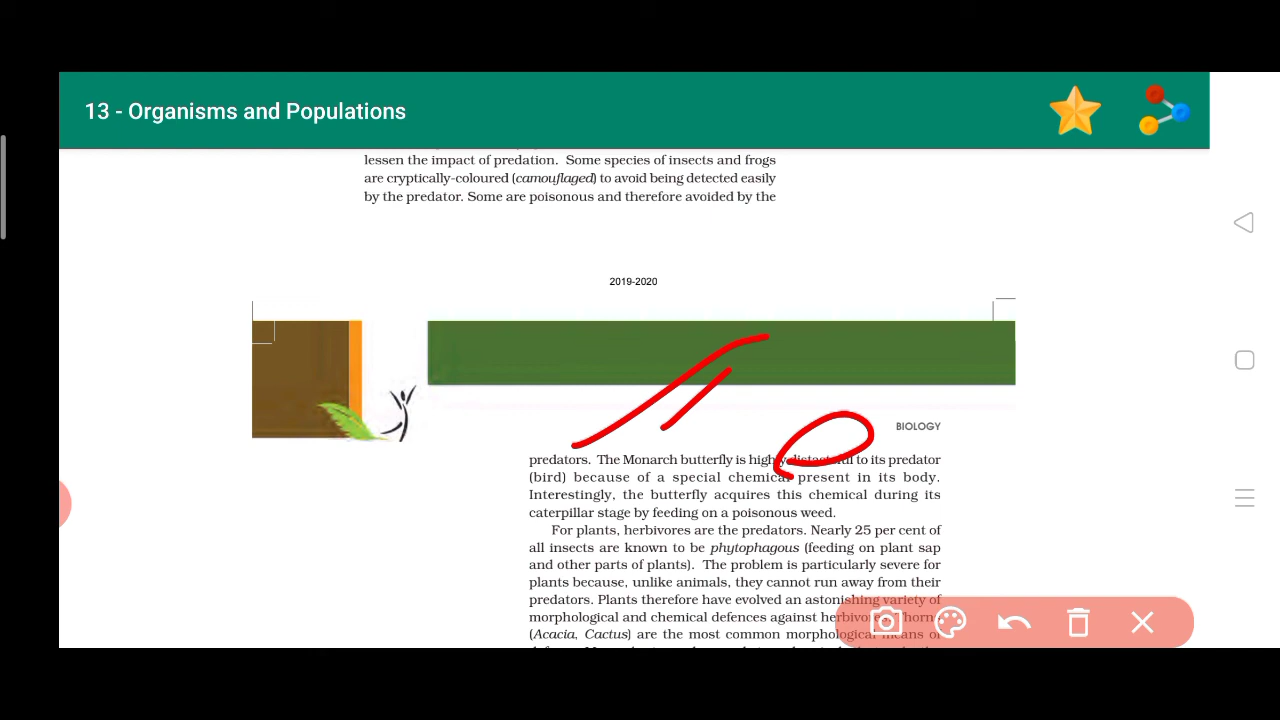 13 - Organisms and Populations
lessen the impact of predation. Some species of insects and frogs
are cryptically-coloured (camouflaged) to avoid being detected easily
by the predator. Some are poisonous and therefore avoided by the
2019-2020
BIOLOGY
predators. The Monarch butterfly is highly distasteful to its predator
(bird) because of a special chemical present in its body.
Interestingly, the butterfly acquires this chemical during its
caterpillar stage by feeding on a poisonous weed.
For plants, herbivores are the predators. Nearly 25 per cent of
all insects are known to be phytophagous (feeding on plant sap
and other parts of plants). The problem is particularly severe for
plants because, unlike animals, they cannot run away from their
predators. Plants therefore have evolved an astonishing variety of
morphological and chemical defences against herbivores. Thorns
(Acacia, Cactus) are the most common morphological means of